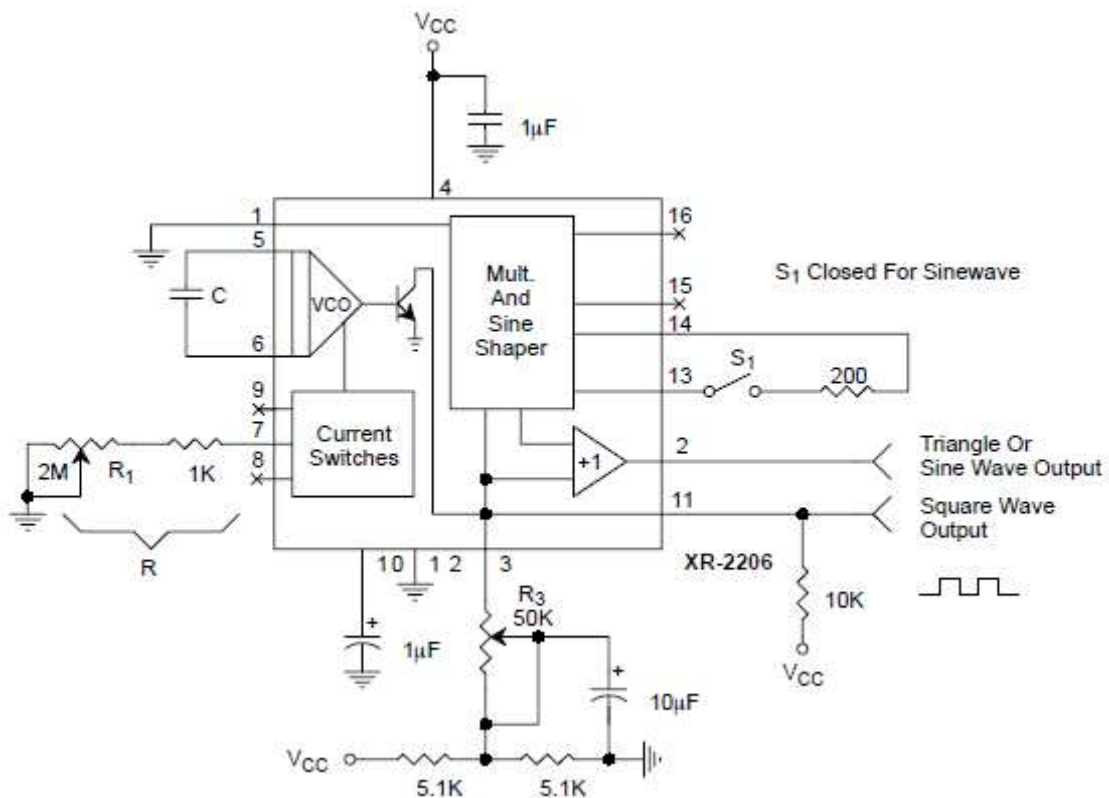 VCC
1µF
4
1
16
5
S1 Closed For Sinewave
Mult.
And
Sine
Shaper
15
C
VCO
14
6
S1
13
200
9
7
Current
Switches
2M
R1
1K
8
+1
2
Triangle Or
Sine Wave Output
11
Square Wave
Output
R
10
1 2
3
XR-2206
R3
50K
10K
+
1µF
+
10µF
VCC
VCC
5.1K
5.1K